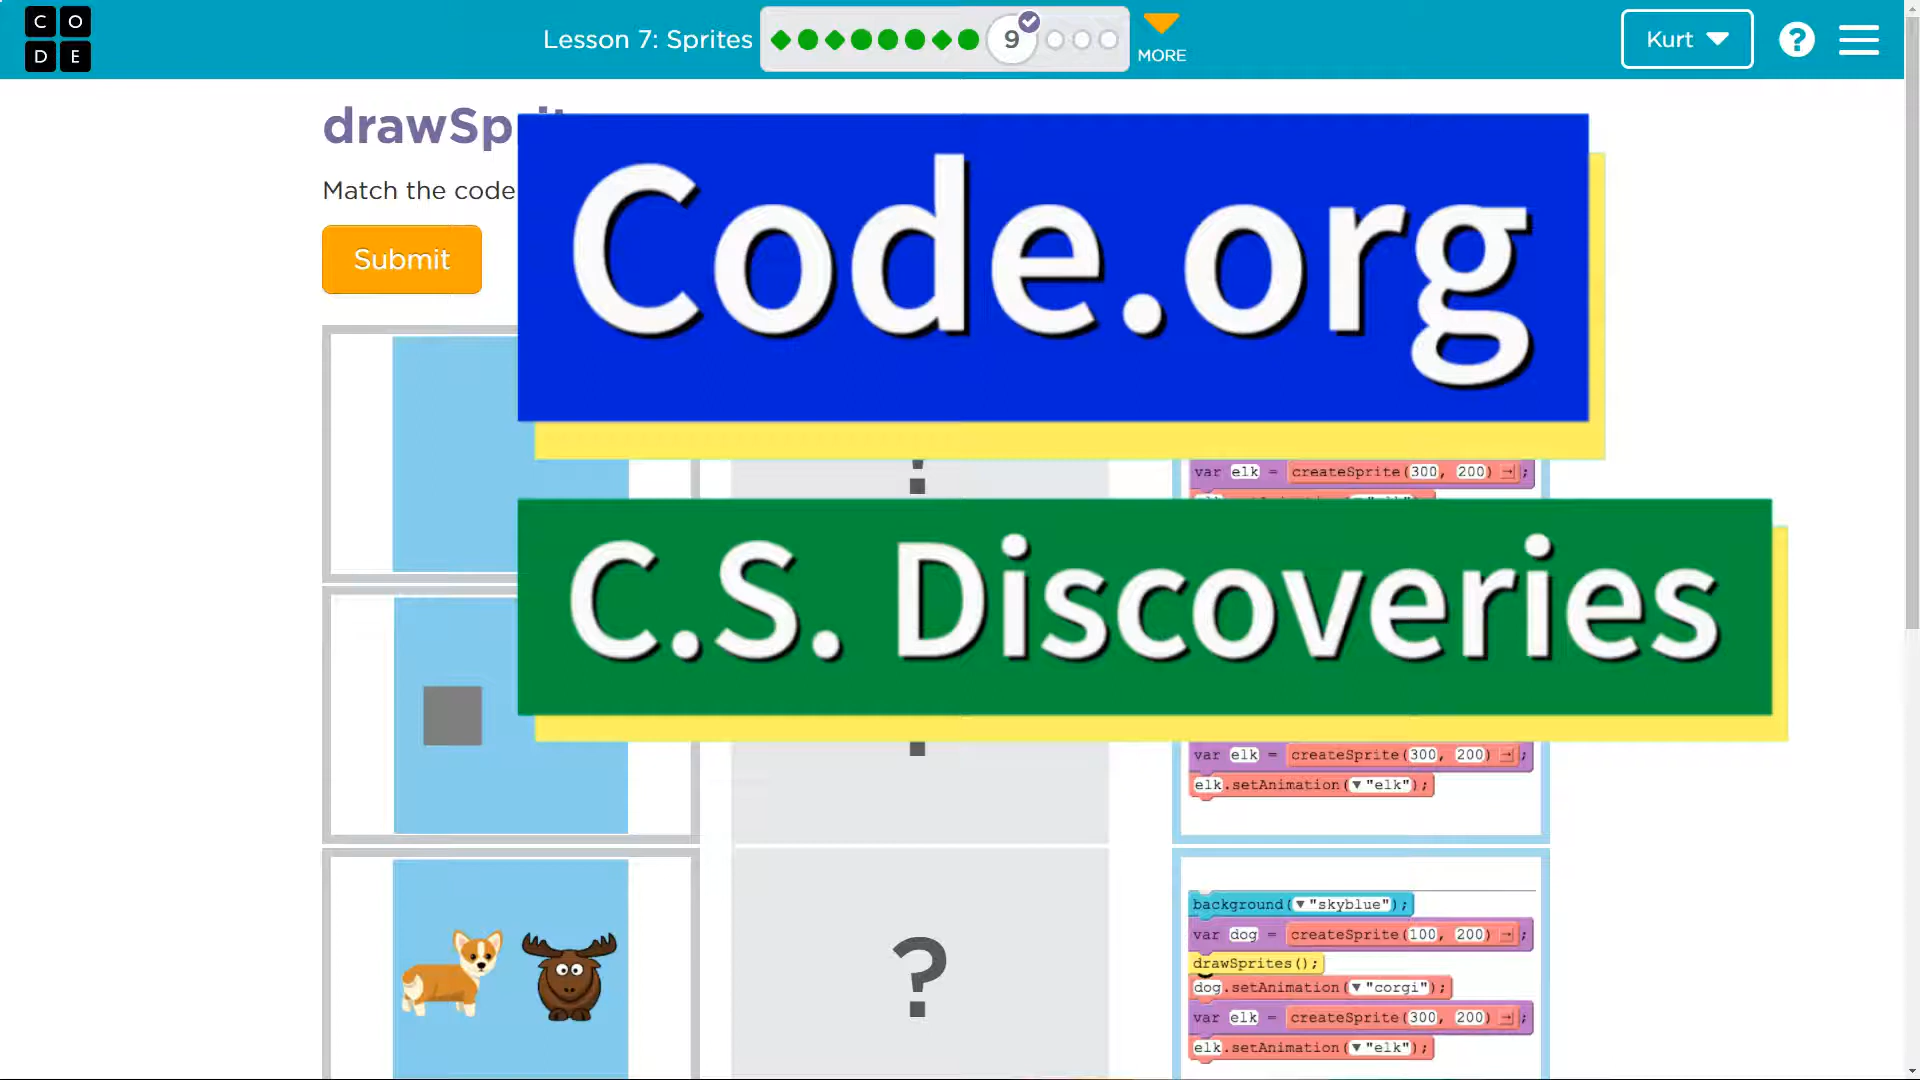 CODE
Lesson 7: Sprites
9
MORE
Kurt
?
drawSp
Match the code
Submit
Code.org
C.S. Discoveries
var elk = createSprite(300, 200) → ;
var elk = createSprite(300, 200) → ;
elk.setAnimation( ▼ "elk");
?
background( ▼ "skyblue");
var dog = createSprite(100, 200) → ;
drawSprites();
dog.setAnimation( ▼ "corgi");
var elk = createSprite(300, 200) → ;
elk.setAnimation( ▼ "elk");